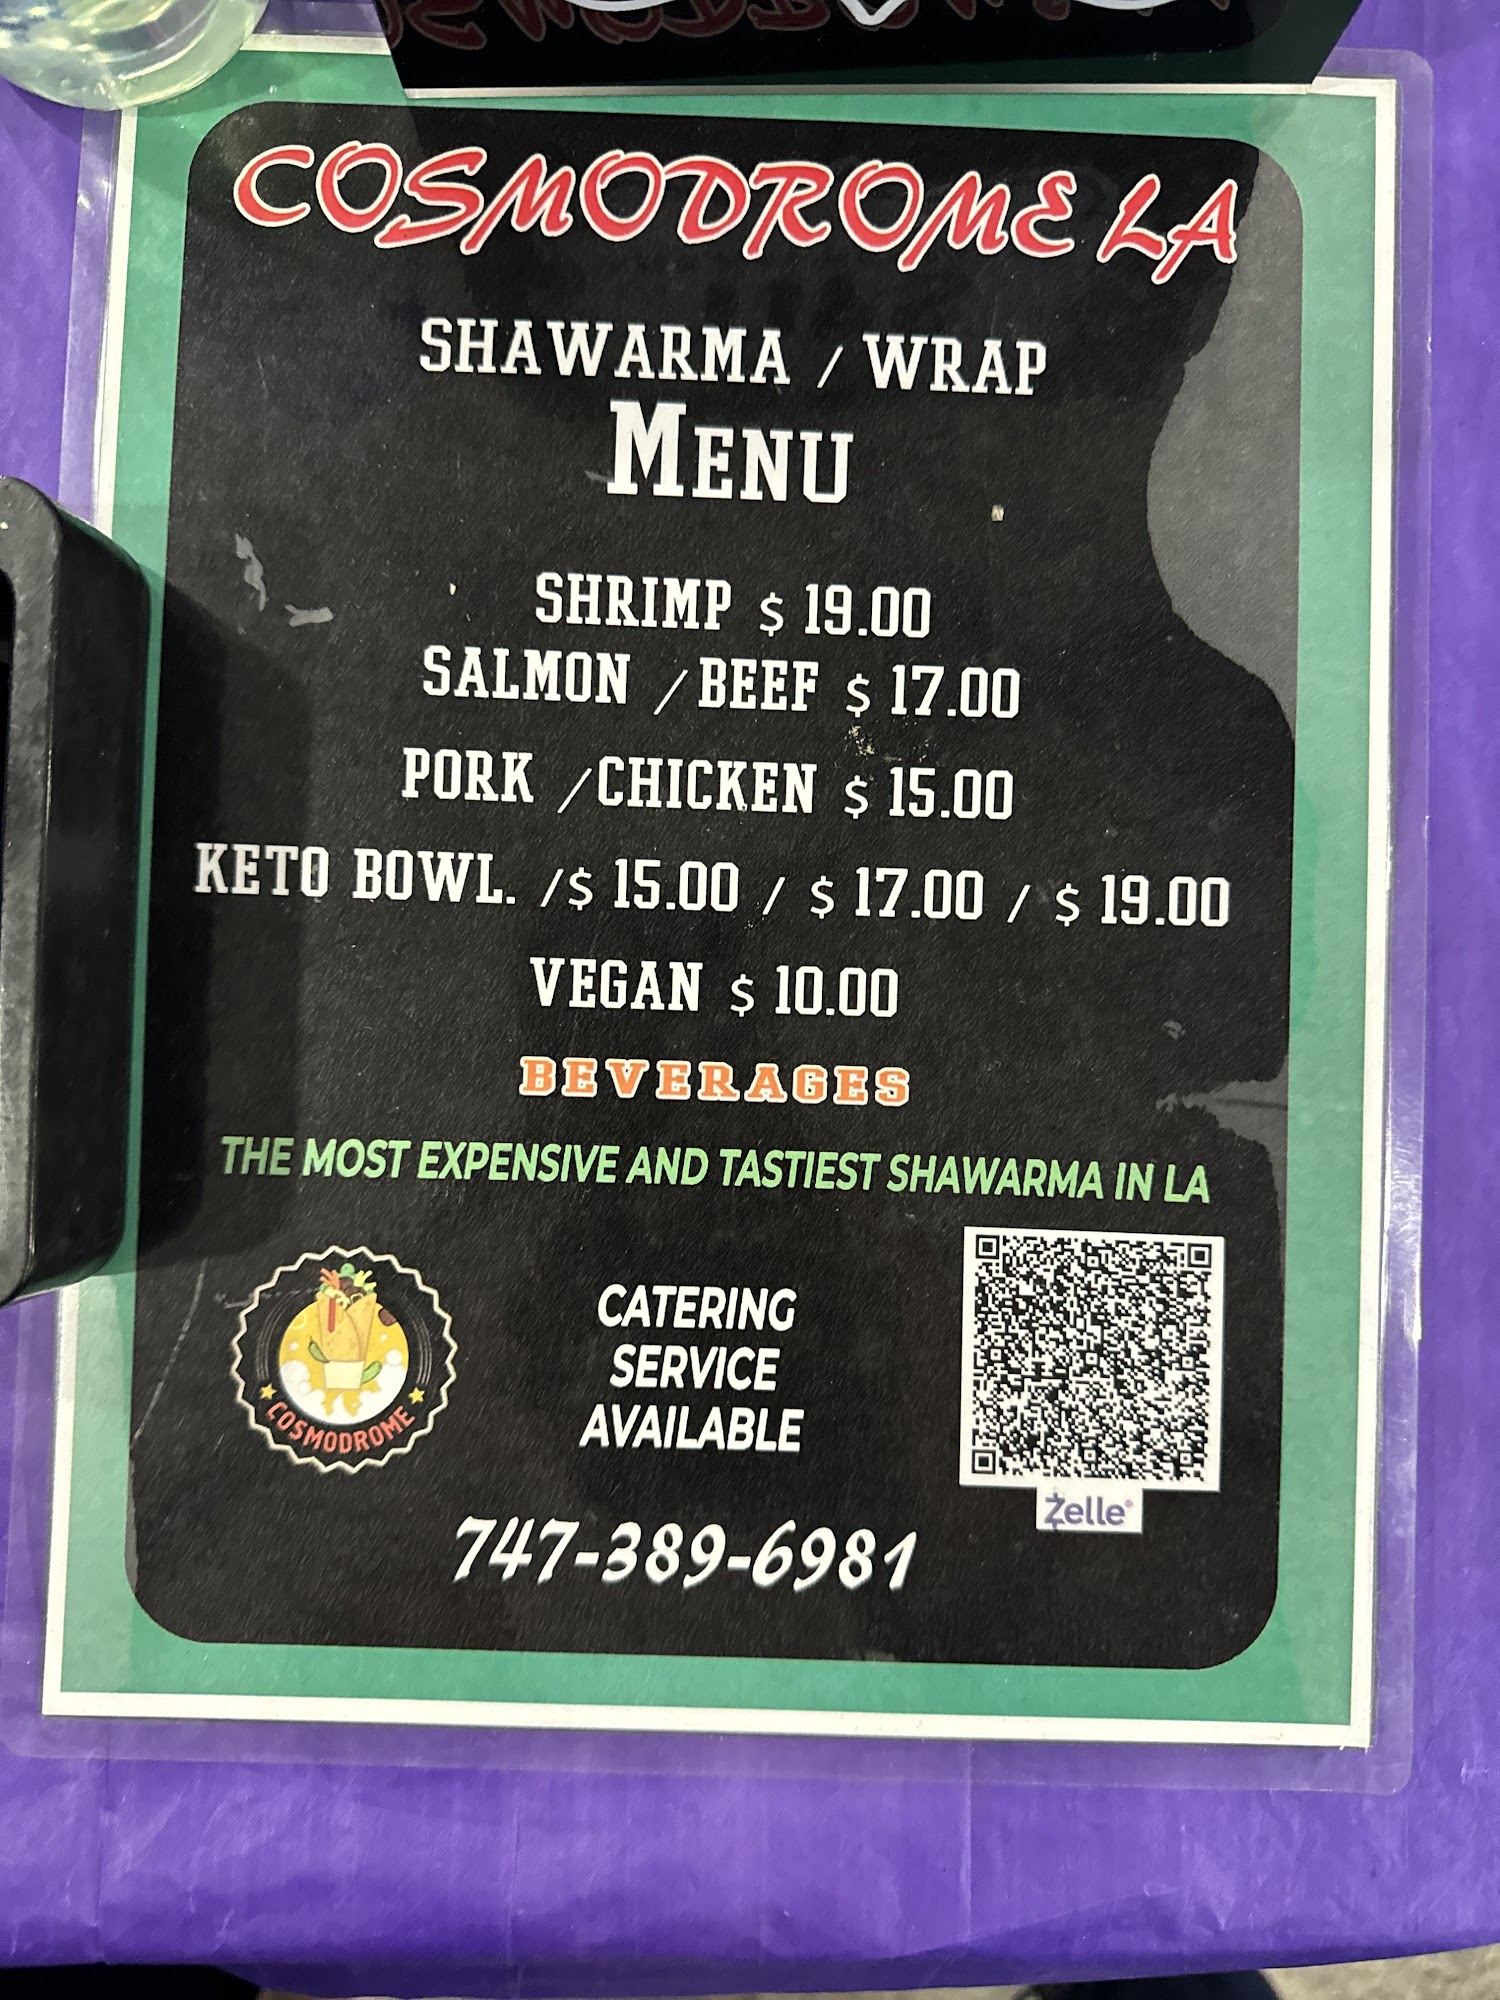 COSMODROME LA
SHAWARMA / WRAP
MENU
SHRIMP $ 19.00
SALMON / BEEF $ 17.00
PORK / CHICKEN $ 15.00
KETO BOWL. /$ 15.00 / $ 17.00 / $ 19.00
VEGAN $ 10.00
BEVERAGES
THE MOST EXPENSIVE AND TASTIEST SHAWARMA IN LA
COSMODROME
CATERING
SERVICE
AVAILABLE
Zelle®
747-389-6981